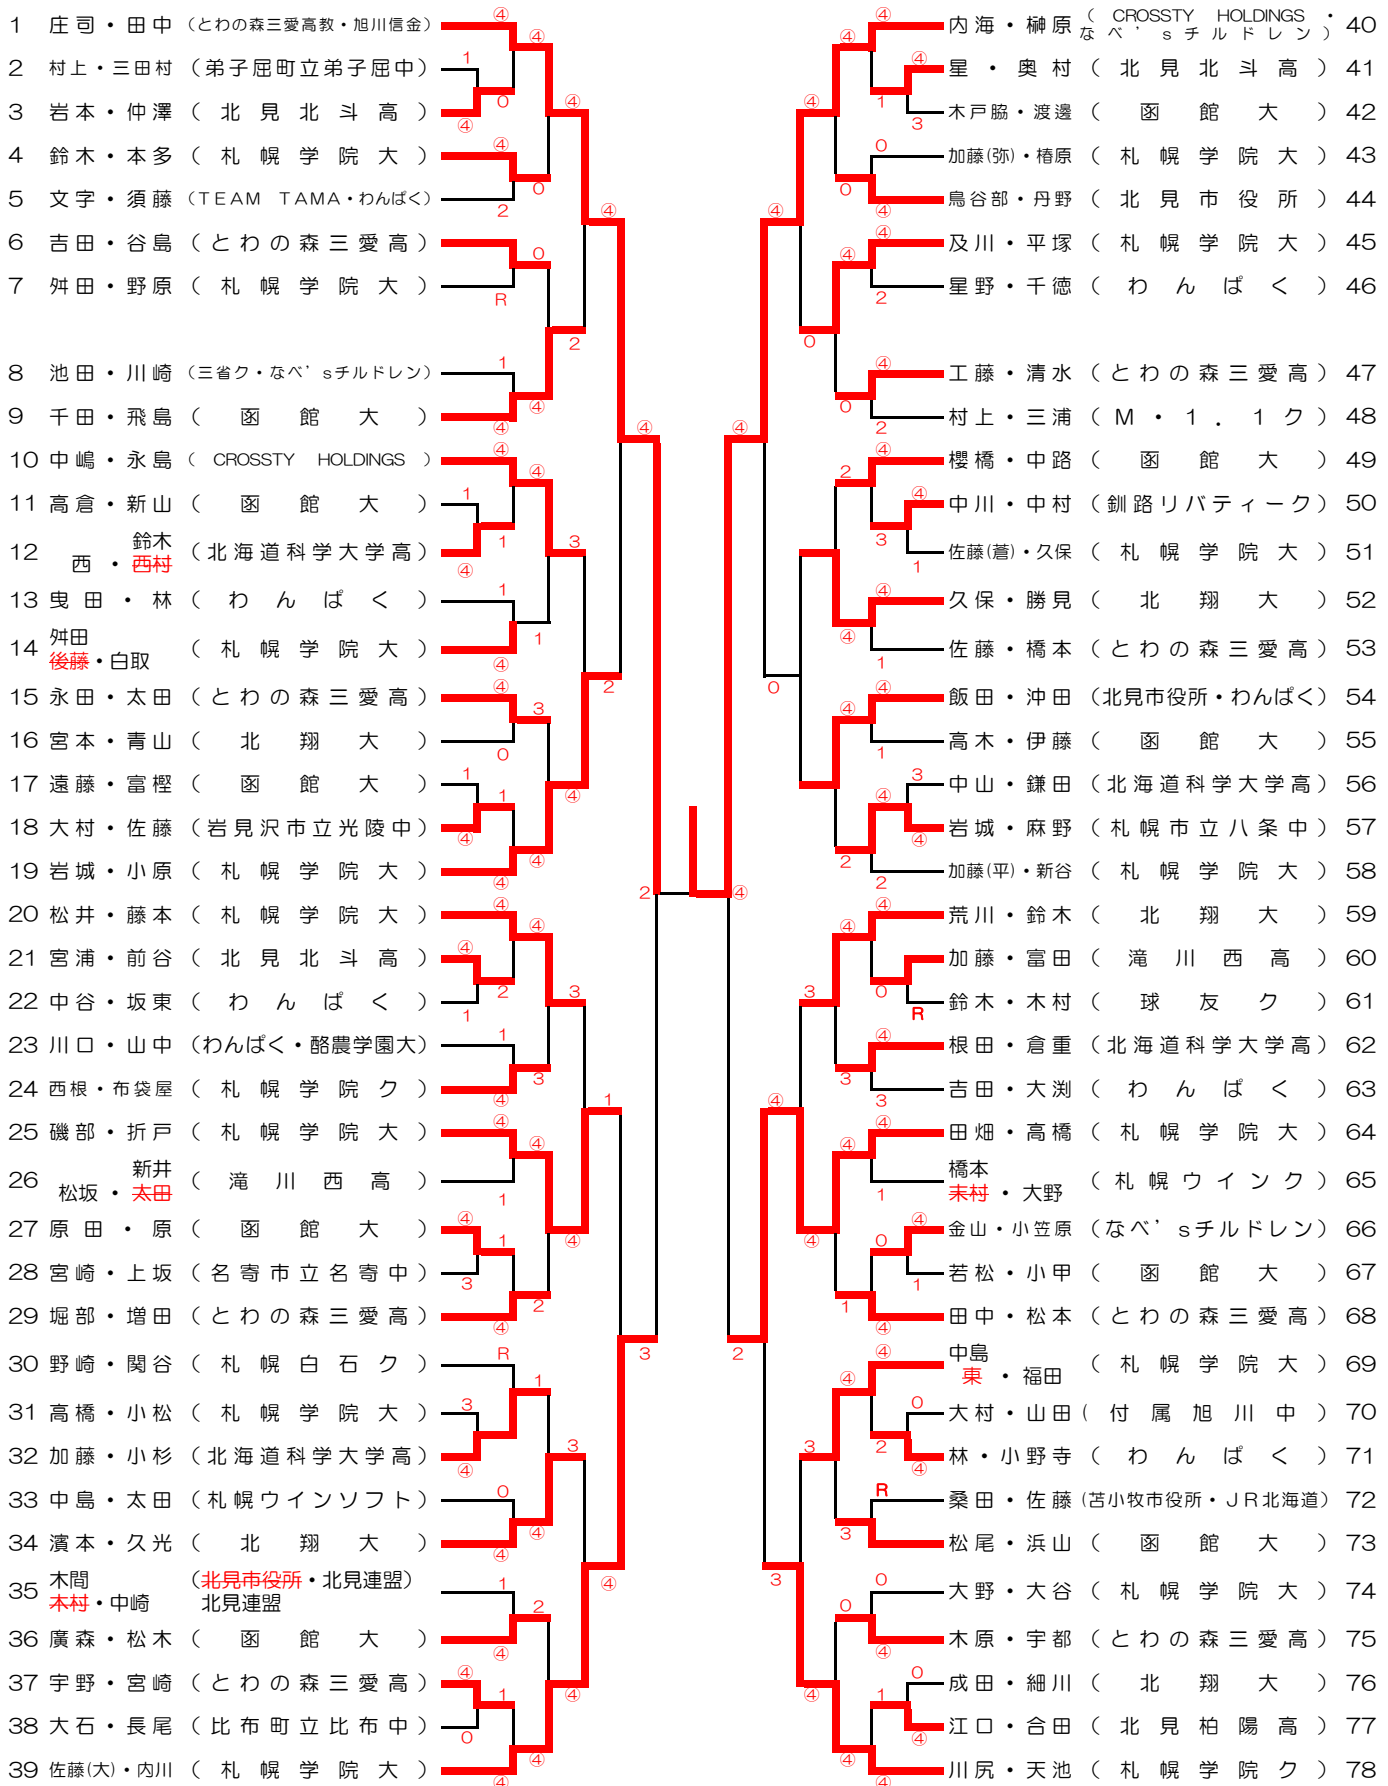 1 庄司・田中 (とわの森三愛高教・旭川信金)
2 村上・三田村 (弟子屈町立弟子屈中)
3 岩本・仲澤 (北見北斗高)
4 鈴木・本多 (札幌学院大)
5 文字・須藤 (TEAM TAMA・わんぱく)
6 吉田・谷島 (とわの森三愛高)
7 舛田・野原 (札幌学院大)
8 池田・川崎 (三省ク・なべ’sチルドレン)
9 千田・飛島 (函館大)
10 中嶋・永島 (CROSSTY HOLDINGS)
11 高倉・新山 (函館大)
鈴木
12 西・西村 (北海道科学大学高)
13 曳田・林 (わんぱく)
舛田
14 後藤・白取 (札幌学院大)
15 永田・太田 (とわの森三愛高)
16 宮本・青山 (北翔大)
17 遠藤・富樫 (函館大)
18 大村・佐藤 (岩見沢市立光陵中)
19 岩城・小原 (札幌学院大)
20 松井・藤本 (札幌学院大)
21 宮浦・前谷 (北見北斗高)
22 中谷・坂東 (わんぱく)
23 川口・山中 (わんぱく・酪農学園大)
24 西根・布袋屋 (札幌学院ク)
25 磯部・折戸 (札幌学院大)
新井
26 松坂・太田 (滝川西高)
27 原田・原 (函館大)
28 宮崎・上坂 (名寄市立名寄中)
29 堀部・増田 (とわの森三愛高)
30 野崎・関谷 (札幌白石ク)
31 高橋・小松 (札幌学院大)
32 加藤・小杉 (北海道科学大学高)
33 中島・太田 (札幌ウインソフト)
34 濱本・久光 (北翔大)
木間 (北見市役所・北見連盟)
35 木村・中崎 北見連盟
36 廣森・松木 (函館大)
37 宇野・宮崎 (とわの森三愛高)
38 大石・長尾 (比布町立比布中)
39 佐藤(大)・内川 (札幌学院大)
内海・榊原 (CROSSTY HOLDINGS・なべ’sチルドレン) 40
星・奥村 (北見北斗高) 41
木戸脇・渡邊 (函館大) 42
加藤(弥)・椿原 (札幌学院大) 43
鳥谷部・丹野 (北見市役所) 44
及川・平塚 (札幌学院大) 45
星野・千徳 (わんぱく) 46
工藤・清水 (とわの森三愛高) 47
村上・三浦 (M・1.1ク) 48
櫻橋・中路 (函館大) 49
中川・中村 (釧路リバティーク) 50
佐藤(蒼)・久保 (札幌学院大) 51
久保・勝見 (北翔大) 52
佐藤・橋本 (とわの森三愛高) 53
飯田・沖田 (北見市役所・わんぱく) 54
高木・伊藤 (函館大) 55
中山・鎌田 (北海道科学大学高) 56
岩城・麻野 (札幌市立八条中) 57
加藤(平)・新谷 (札幌学院大) 58
荒川・鈴木 (北翔大) 59
加藤・富田 (滝川西高) 60
鈴木・木村 (球友ク) 61
根田・倉重 (北海道科学大学高) 62
吉田・大渕 (わんぱく) 63
田畑・高橋 (札幌学院大) 64
橋本
末村・大野 (札幌ウインク) 65
金山・小笠原 (なべ’sチルドレン) 66
若松・小甲 (函館大) 67
田中・松本 (とわの森三愛高) 68
中島
東・福田 (札幌学院大) 69
大村・山田 (付属旭川中) 70
林・小野寺 (わんぱく) 71
桑田・佐藤 (苫小牧市役所・JR北海道) 72
松尾・浜山 (函館大) 73
大野・大谷 (札幌学院大) 74
木原・宇都 (とわの森三愛高) 75
成田・細川 (北翔大) 76
江口・合田 (北見柏陽高) 77
川尻・天池 (札幌学院ク) 78